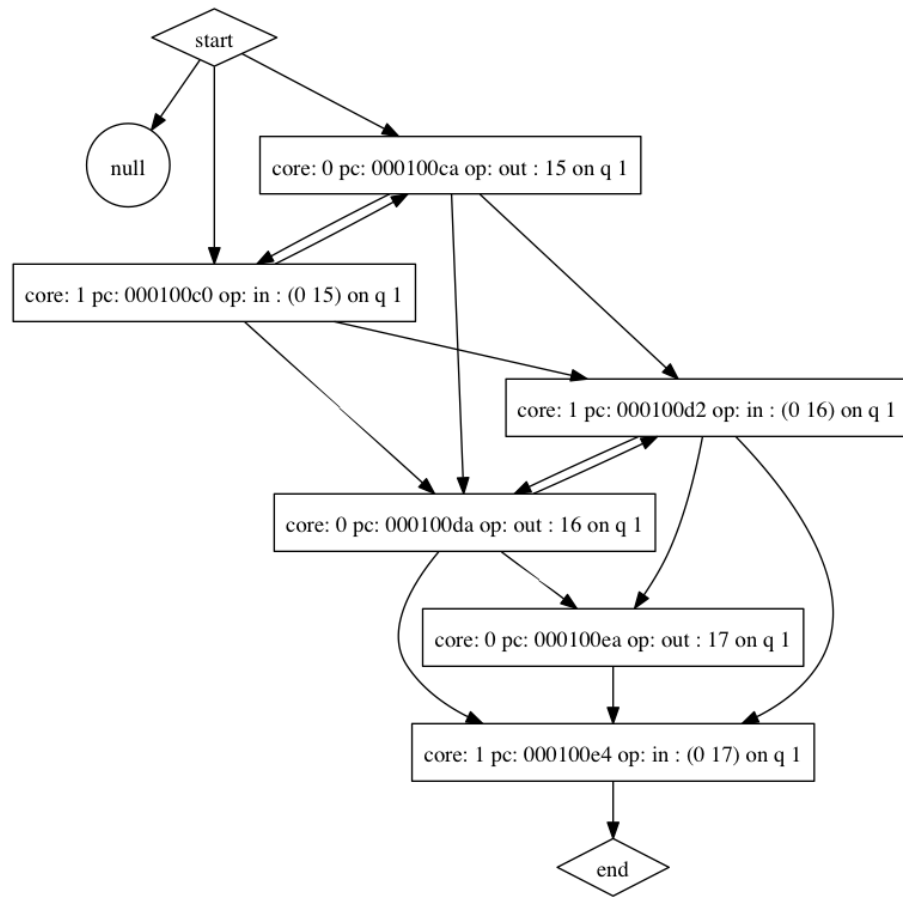 start
null
core: 0 pc: 000100ca op: out : 15 on q 1
core: 1 pc: 000100c0 op: in : (0 15) on q 1
core: 1 pc: 000100d2 op: in : (0 16) on q 1
core: 0 pc: 000100da op: out : 16 on q 1
core: 0 pc: 000100ea op: out : 17 on q 1
core: 1 pc: 000100e4 op: in : (0 17) on q 1
end